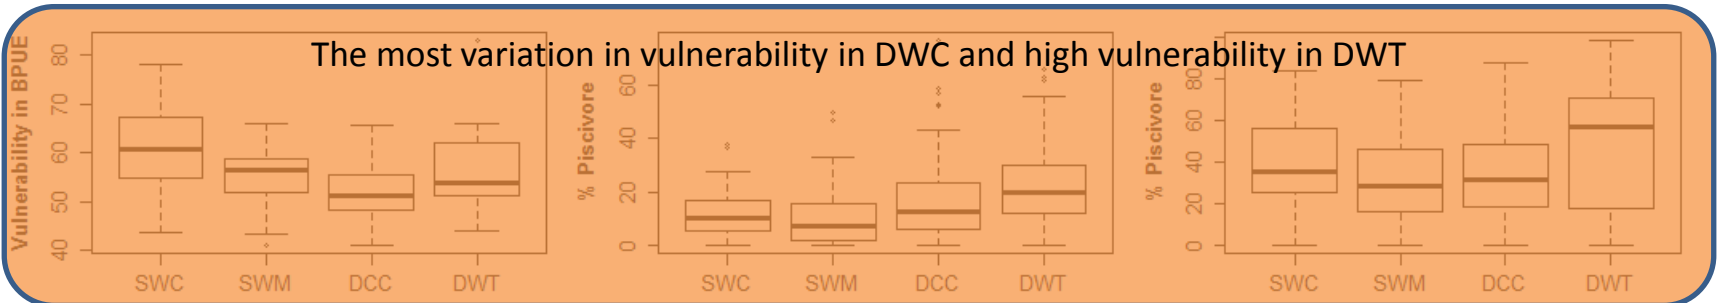 The most variation in vulnerability in DWC and high vulnerability in DWT
Vulnerability in BPUE
80
70
60
50
40
SWC SWM DCC DWT
% Piscivore
60
40
20
0
SWC SWM DCC DWT
% Piscivore
80
60
40
20
0
SWC SWM DCC DWT